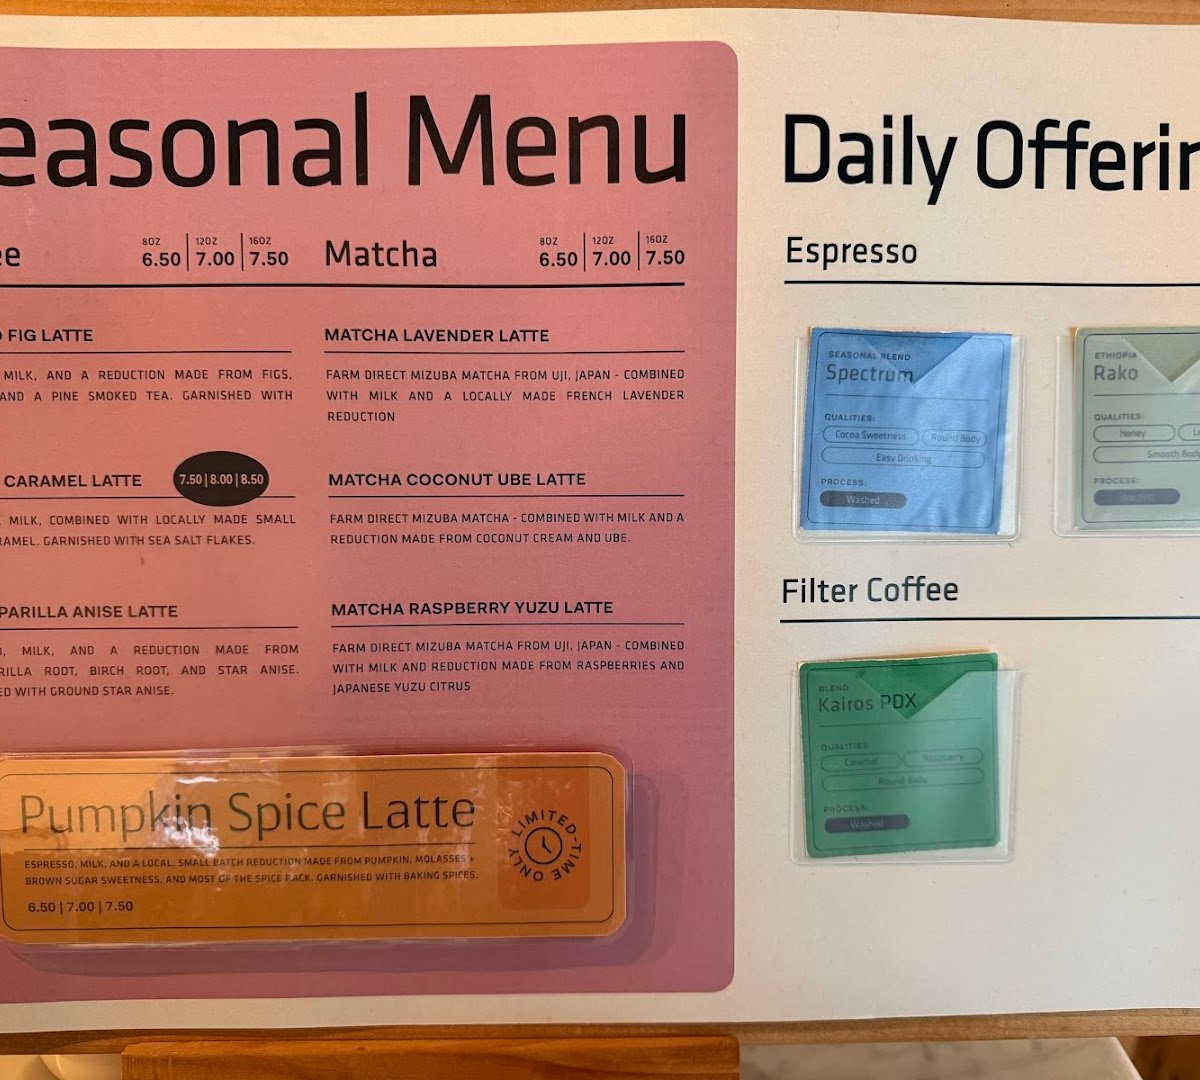 easonal Menu
ee
8OZ 12OZ 16OZ
6.50 | 7.00 | 7.50
FIG LATTE
MILK, AND A REDUCTION MADE FROM FIGS,
AND A PINE SMOKED TEA. GARNISHED WITH
CARAMEL LATTE
7.50 | 8.00 | 8.50
MILK, COMBINED WITH LOCALLY MADE SMALL
RAMEL. GARNISHED WITH SEA SALT FLAKES.
PARILLA ANISE LATTE
O, MILK, AND A REDUCTION MADE FROM
RILLA ROOT, BIRCH ROOT, AND STAR ANISE.
ED WITH GROUND STAR ANISE.
Matcha
8OZ 12OZ 16OZ
6.50 | 7.00 | 7.50
MATCHA LAVENDER LATTE
FARM DIRECT MIZUBA MATCHA FROM UJI, JAPAN - COMBINED
WITH MILK AND A LOCALLY MADE FRENCH LAVENDER
REDUCTION
MATCHA COCONUT UBE LATTE
FARM DIRECT MIZUBA MATCHA - COMBINED WITH MILK AND A
REDUCTION MADE FROM COCONUT CREAM AND UBE.
MATCHA RASPBERRY YUZU LATTE
FARM DIRECT MIZUBA MATCHA FROM UJI, JAPAN - COMBINED
WITH MILK AND REDUCTION MADE FROM RASPBERRIES AND
JAPANESE YUZU CITRUS
Pumpkin Spice Latte
ESPRESSO, MILK, AND A LOCAL, SMALL BATCH REDUCTION MADE FROM PUMPKIN, MOLASSES +
BROWN SUGAR SWEETNESS, AND MOST OF THE SPICE RACK. GARNISHED WITH BAKING SPICES.
6.50 | 7.00 | 7.50
LIMITED-TIME ONLY
Daily Offerin
Espresso
SEASONAL BLEND
Spectrum
QUALITIES:
Cocoa Sweetness Round Body
Easy Drinking
PROCESS:
Washed
ETHIOPIA
Rako
QUALITIES:
Honey
Smooth Body
PROCESS:
Washed
Filter Coffee
BLEND
Kairos PDX
QUALITIES:
Caramel Raspberry
Round Body
PROCESS:
Washed